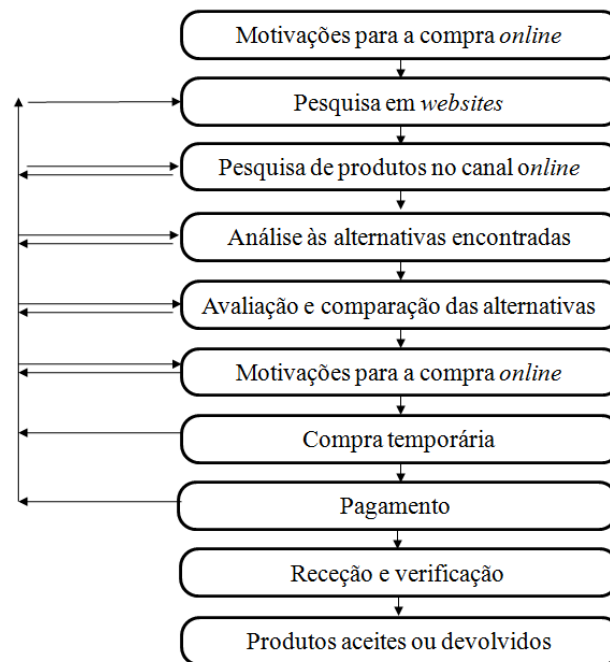 Motivações para a compra online
Pesquisa em websites
Pesquisa de produtos no canal online
Análise às alternativas encontradas
Avaliação e comparação das alternativas
Motivações para a compra online
Compra temporária
Pagamento
Receção e verificação
Produtos aceites ou devolvidos